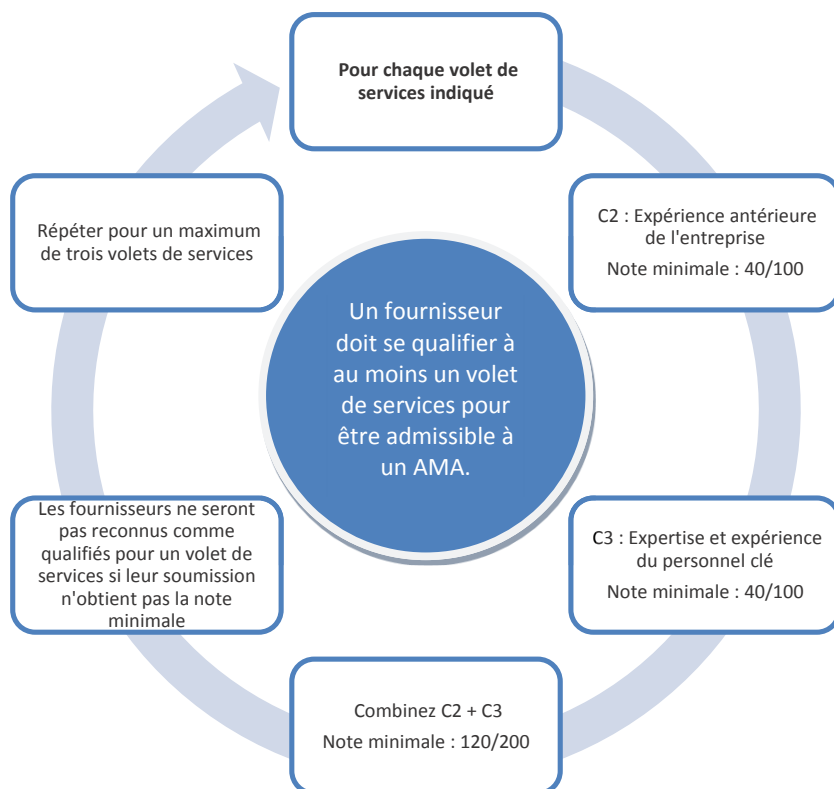 Pour chaque volet de
services indiqué
C2 : Expérience antérieure
de l'entreprise
Note minimale : 40/100
C3 : Expertise et expérience
du personnel clé
Note minimale : 40/100
Combinez C2 + C3
Note minimale : 120/200
Les fournisseurs ne seront
pas reconnus comme
qualifiés pour un volet de
services si leur soumission
n'obtient pas la note
minimale
Répéter pour un maximum
de trois volets de services
Un fournisseur
doit se qualifier à
au moins un volet
de services pour
être admissible à
un AMA.